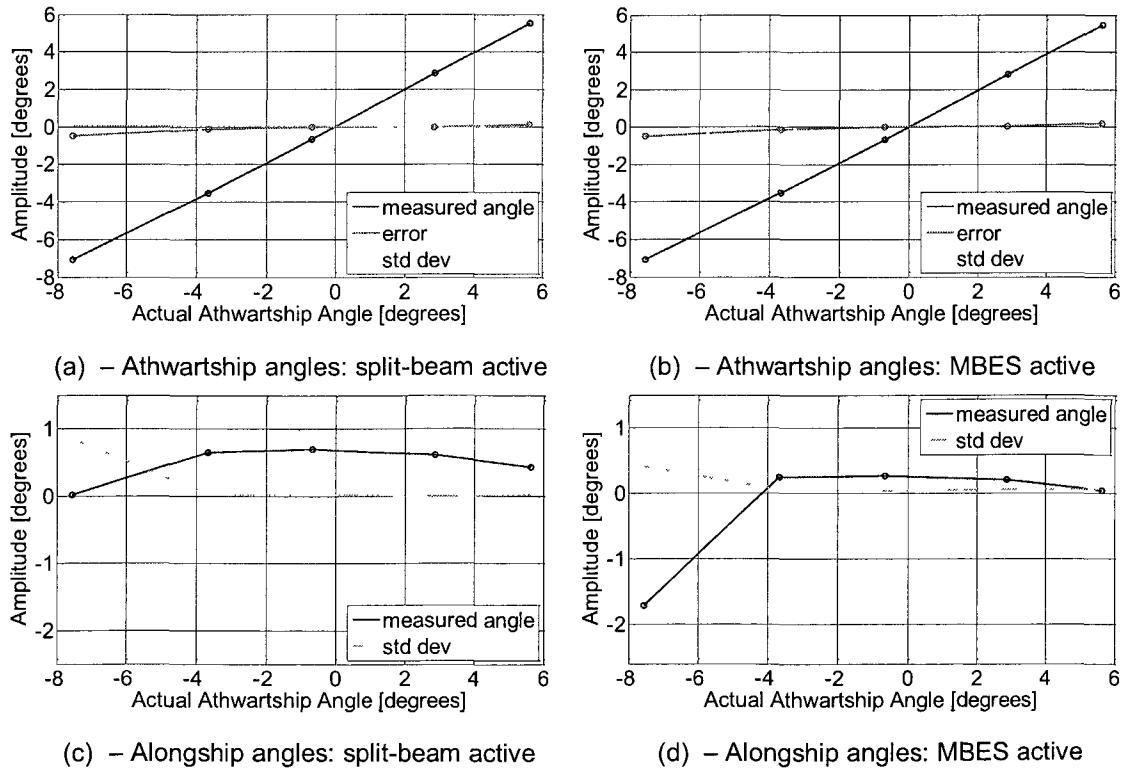 Amplitude [degrees]
6
4
2
0
-2
-4
-6
-8
measured angle
error
std dev
-8 -6 -4 -2 0 2 4 6
Actual Athwartship Angle [degrees]
(a) – Athwartship angles: split-beam active
Amplitude [degrees]
6
4
2
0
-2
-4
-6
-8
measured angle
error
std dev
-8 -6 -4 -2 0 2 4 6
Actual Athwartship Angle [degrees]
(b) – Athwartship angles: MBES active
Amplitude [degrees]
1
0
-1
-2
measured angle
std dev
-8 -6 -4 -2 0 2 4 6
Actual Athwartship Angle [degrees]
(c) – Alongship angles: split-beam active
Amplitude [degrees]
measured angle
std dev
1
0
-1
-2
-8 -6 -4 -2 0 2 4 6
Actual Athwartship Angle [degrees]
(d) – Alongship angles: MBES active